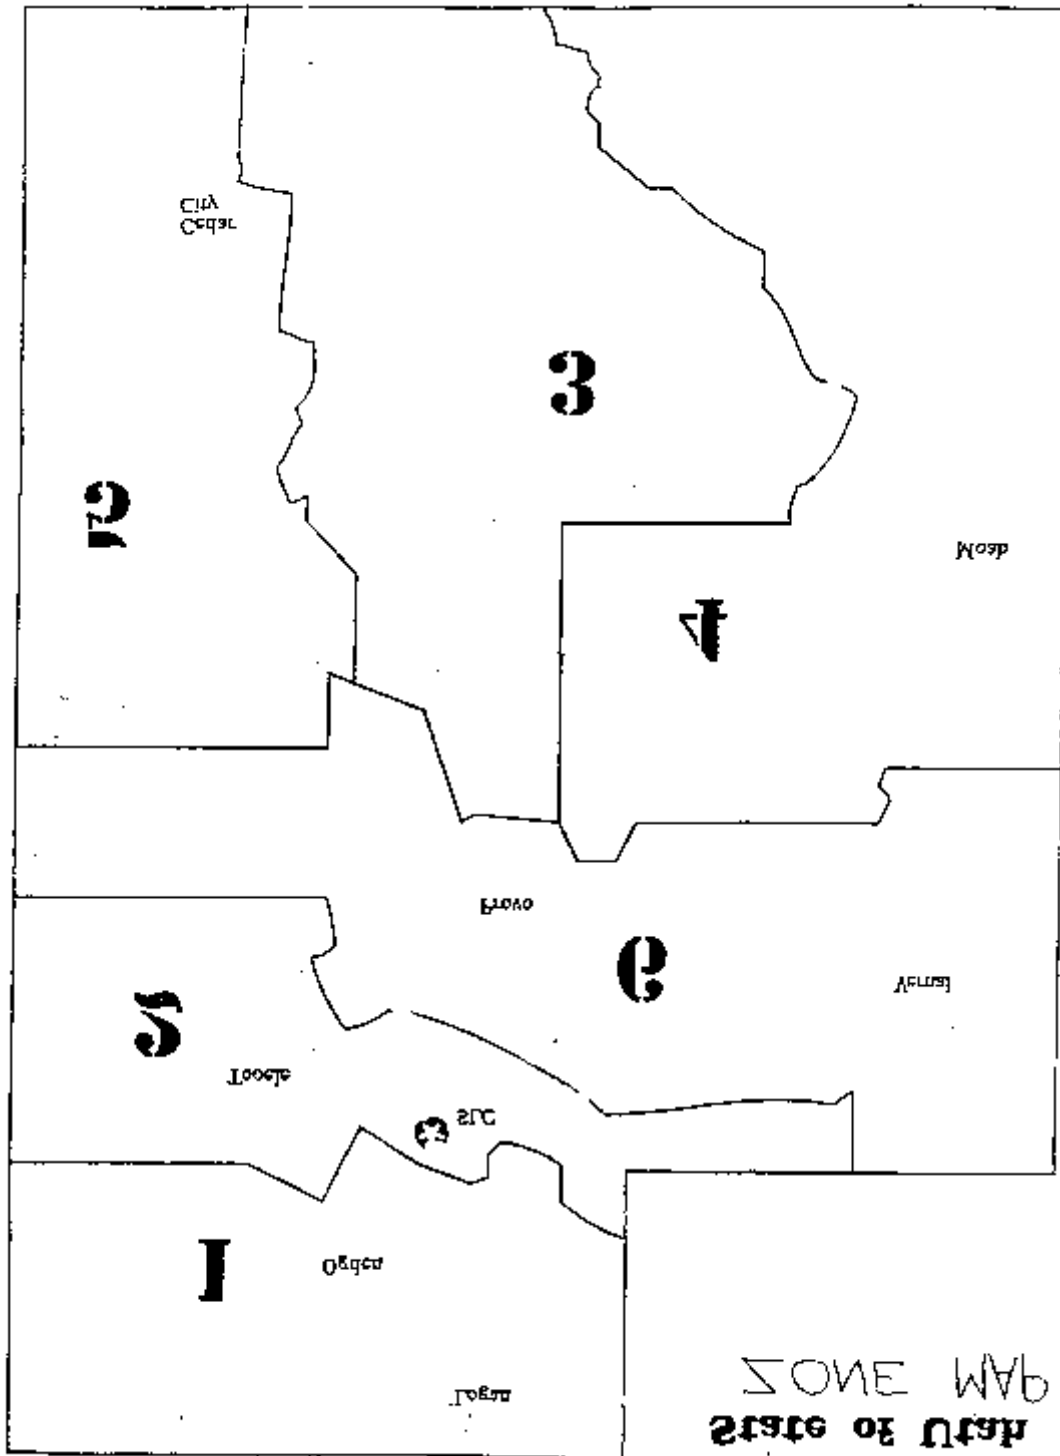 State of Utah
ZONE MAP
Logan
Ogden
1
SLC
Tooele
2
Vernal
6
Provo
4
Moab
5
3
Cedar
City